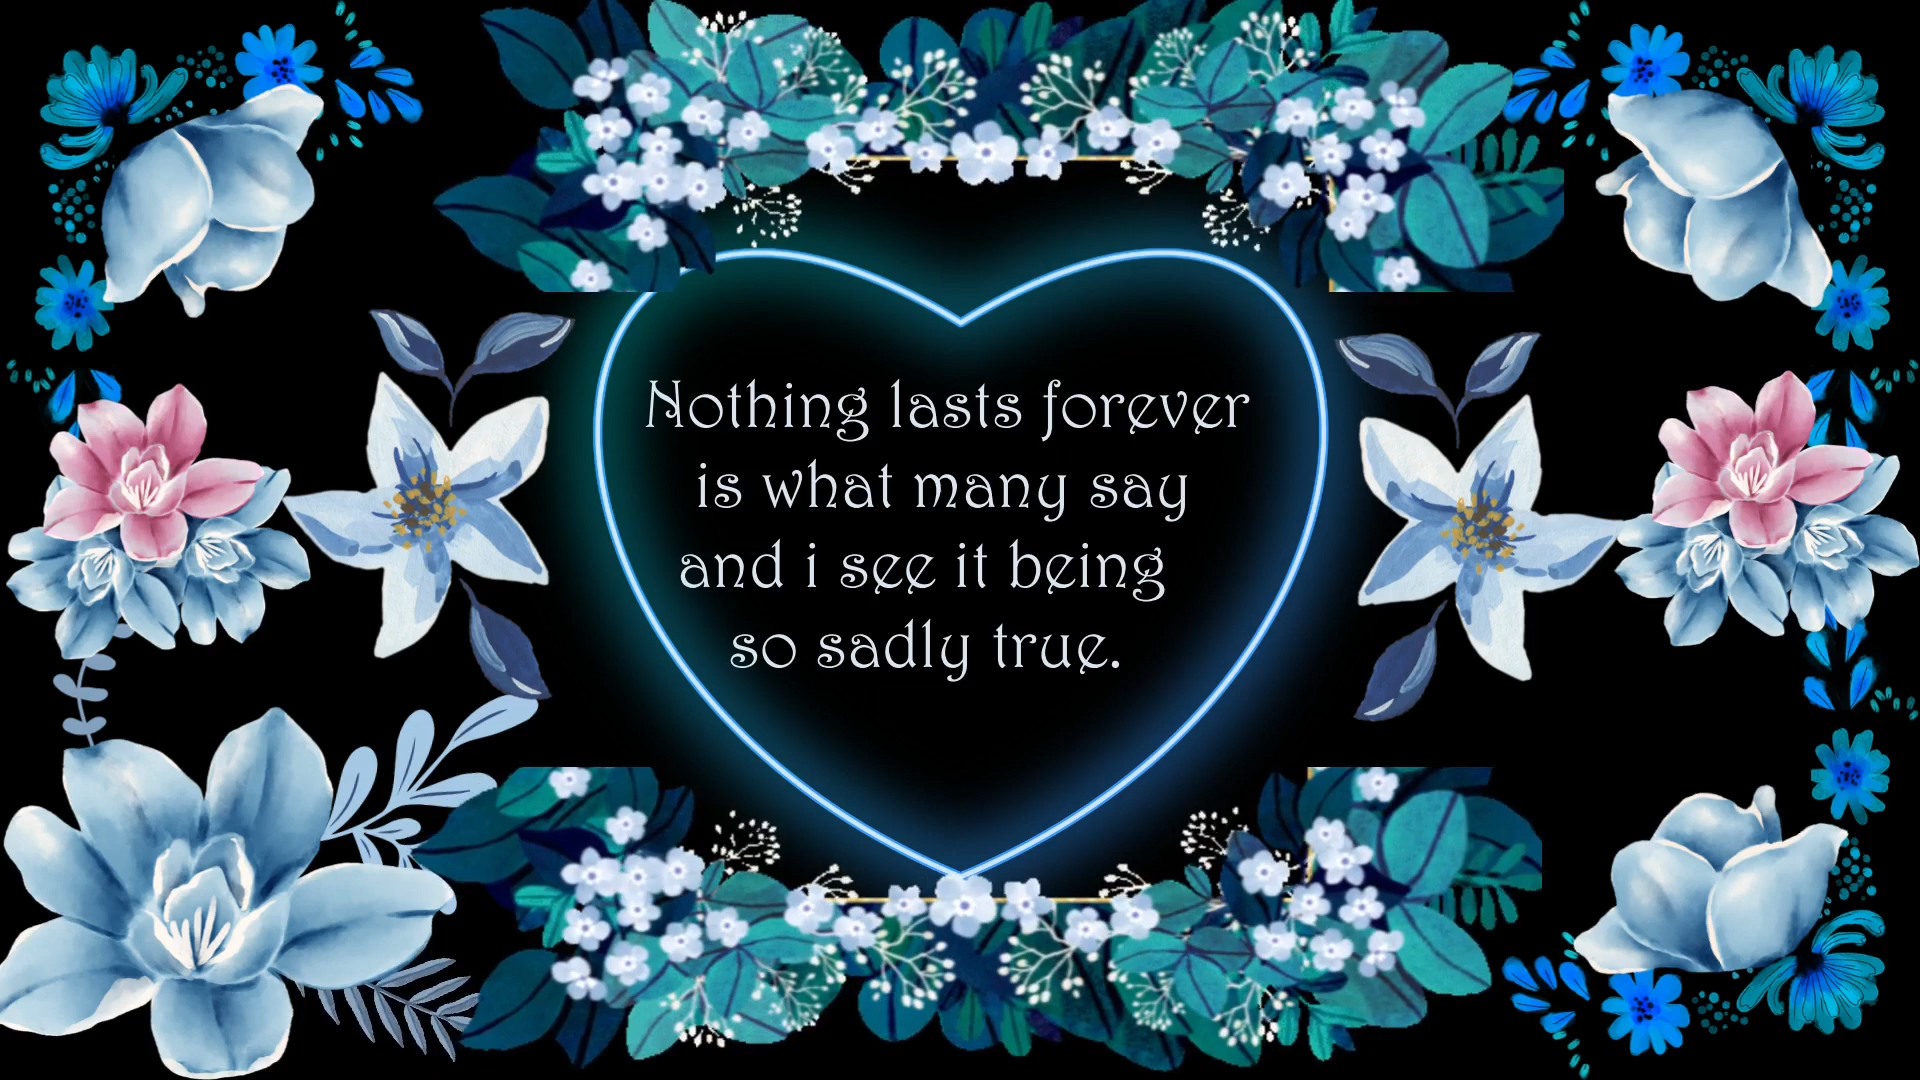 Nothing lasts forever
is what many say
and i see it being
so sadly true.